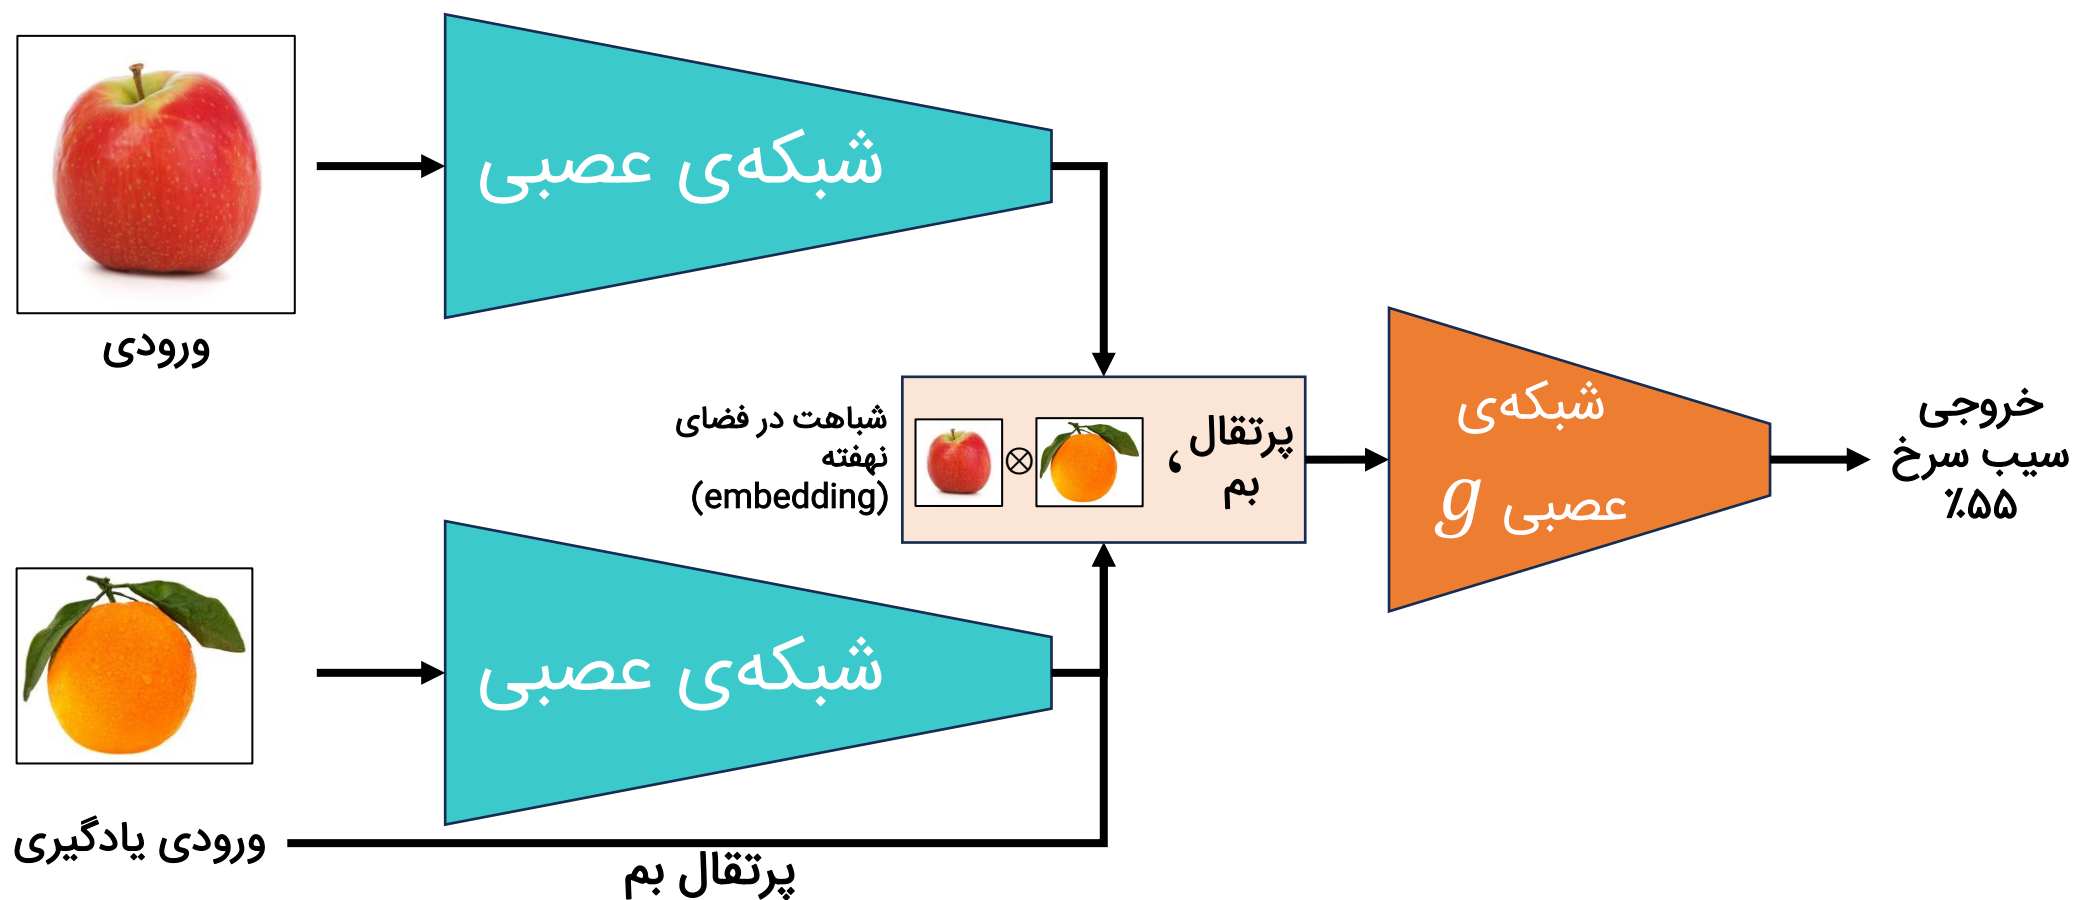 شبکه‌ی عصبی
ورودی
شباهت در فضای
نهفته
(embedding)
⊗
پرتقال
،
بم
شبکه‌ی
عصبی g
خروجی
سیب سرخ
٪۵۵
شبکه‌ی عصبی
ورودی یادگیری
پرتقال بم